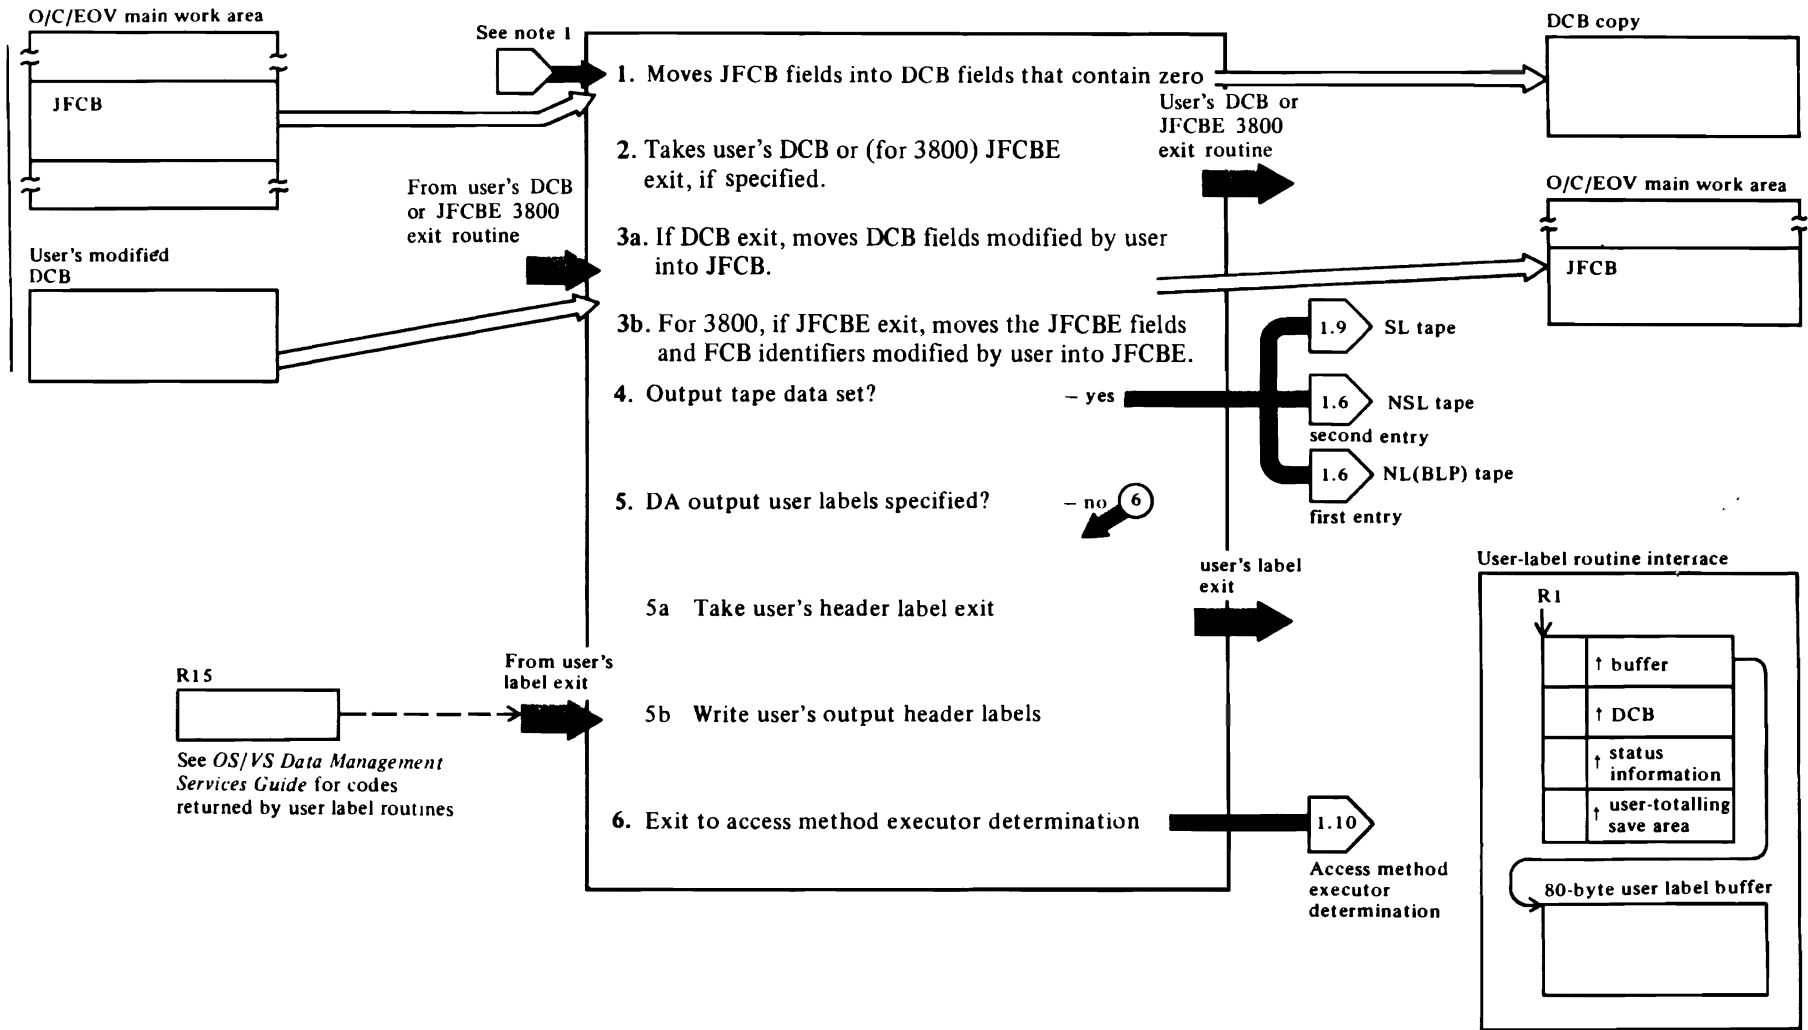 O/C/EOV main work area
JFCB
User's modified
DCB
See note 1
From user's DCB
or JFCBE 3800
exit routine
1. Moves JFCB fields into DCB fields that contain zero
2. Takes user's DCB or (for 3800) JFCBE
exit, if specified.
3a. If DCB exit, moves DCB fields modified by user
into JFCB.
3b. For 3800, if JFCBE exit, moves the JFCBE fields
and FCB identifiers modified by user into JFCBE.
4. Output tape data set? – yes
5. DA output user labels specified? – no 6
5a Take user's header label exit
5b Write user's output header labels
6. Exit to access method executor determination
User's DCB or
JFCBE 3800
exit routine
DCB copy
O/C/EOV main work area
JFCB
1.9 SL tape
1.6 NSL tape
second entry
1.6 NL(BLP) tape
first entry
user's label
exit
R15
From user's
label exit
See OS/VS Data Management
Services Guide for codes
returned by user label routines
1.10
Access method
executor
determination
User-label routine interface
R1
↑ buffer
↑ DCB
↑ status
information
↑ user-totalling
save area
80-byte user label buffer